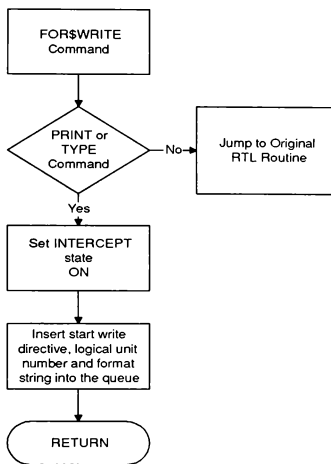 FOR$WRITE
Command
PRINT or
TYPE
Command
No
Jump to Original
RTL Routine
Yes
Set INTERCEPT
state
ON
Insert start write
directive, logical unit
number and format
string into the queue
RETURN